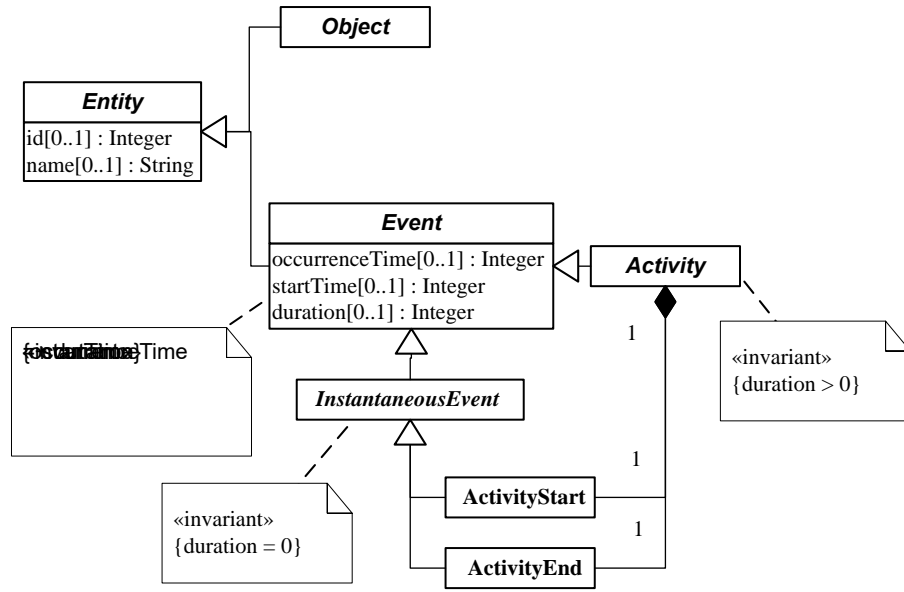 Object
Entity
id[0..1] : Integer
name[0..1] : String
Event
occurrenceTime[0..1] : Integer
startTime[0..1] : Integer
duration[0..1] : Integer
Activity
1
«invariant»
{duration > 0}
InstantaneousEvent
1
ActivityStart
«invariant»
{duration = 0}
1
ActivityEnd